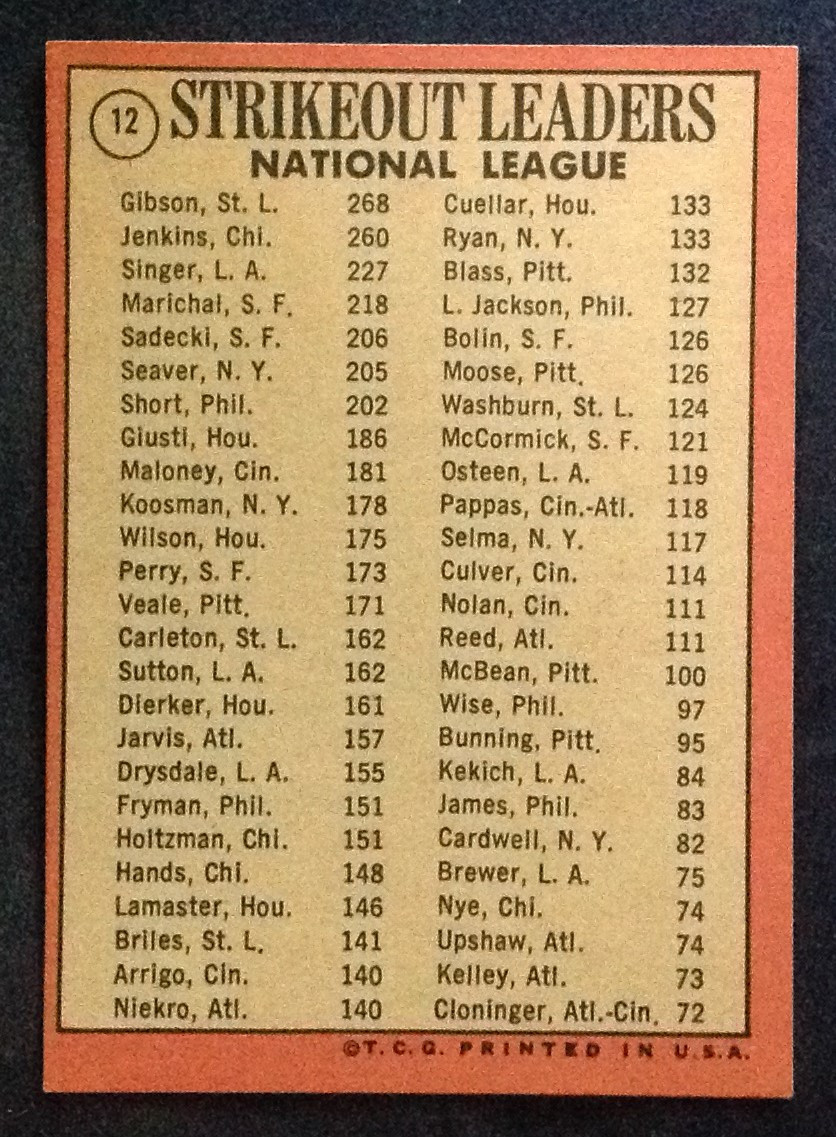 12 STRIKEOUT LEADERS
NATIONAL LEAGUE
Gibson, St. L. 268
Jenkins, Chi. 260
Singer, L. A. 227
Marichal, S. F. 218
Sadecki, S. F. 206
Seaver, N. Y. 205
Short, Phil. 202
Giusti, Hou. 186
Maloney, Cin. 181
Koosman, N. Y. 178
Wilson, Hou. 175
Perry, S. F. 173
Veale, Pitt. 171
Carleton, St. L. 162
Sutton, L. A. 162
Dierker, Hou. 161
Jarvis, Atl. 157
Drysdale, L. A. 155
Fryman, Phil. 151
Holtzman, Chi. 151
Hands, Chi. 148
Lamaster, Hou. 146
Briles, St. L. 141
Arrigo, Cin. 140
Niekro, Atl. 140
Cuellar, Hou. 133
Ryan, N. Y. 133
Blass, Pitt. 132
L. Jackson, Phil. 127
Bolin, S. F. 126
Moose, Pitt. 126
Washburn, St. L. 124
McCormick, S. F. 121
Osteen, L. A. 119
Pappas, Cin.-Atl. 118
Selma, N. Y. 117
Culver, Cin. 114
Nolan, Cin. 111
Reed, Atl. 111
McBean, Pitt. 100
Wise, Phil. 97
Bunning, Pitt. 95
Kekich, L. A. 84
James, Phil. 83
Cardwell, N. Y. 82
Brewer, L. A. 75
Nye, Chi. 74
Upshaw, Atl. 74
Kelley, Atl. 73
Cloninger, Atl.-Cin. 72
©T. C. G. PRINTED IN U.S.A.